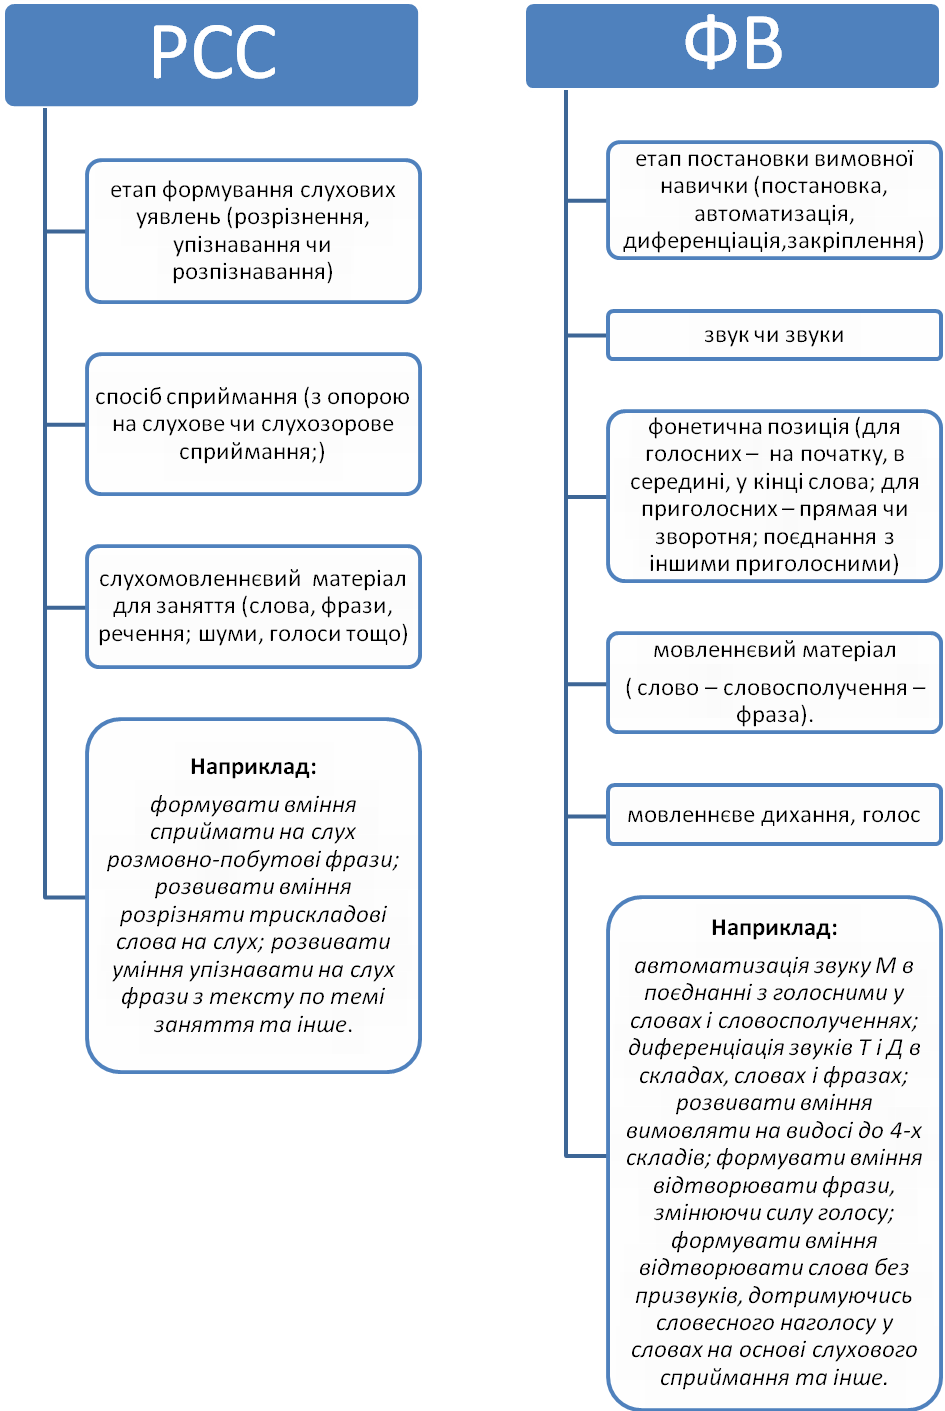 РСС
етап формування слухових
уявлень (розрізнення,
упізнавання чи
розпізнавання)
спосіб сприймання (з опорою
на слухове чи слухозорове
сприймання;)
слухомовленнєвий матеріал
для заняття (слова, фрази,
речення; шуми, голоси тощо)
Наприклад:
формувати вміння
сприймати на слух
розмовно-побутові фрази;
розвивати вміння
розрізняти трискладові
слова на слух; розвивати
уміння упізнавати на слух
фрази з тексту по темі
заняття та інше.
ФВ
етап постановки вимовної
навички (постановка,
автоматизація,
диференціація,закріплення)
звук чи звуки
фонетична позиція (для
голосних – на початку, в
середині, у кінці слова; для
приголосних – прямая чи
зворотня; поєднання з
іншими приголосними)
мовленнєвий матеріал
( слово – словосполучення –
фраза).
мовленнєве дихання, голос
Наприклад:
автоматизація звуку М в
поєднанні з голосними у
словах і словосполученнях;
диференціація звуків Т і Д в
складах, словах і фразах;
розвивати вміння
вимовляти на видосі до 4-х
складів; формувати вміння
відтворювати фрази,
змінюючи силу голосу;
формувати вміння
відтворювати слова без
призвуків, дотримуючись
словесного наголосу у
словах на основі слухового
сприймання та інше.